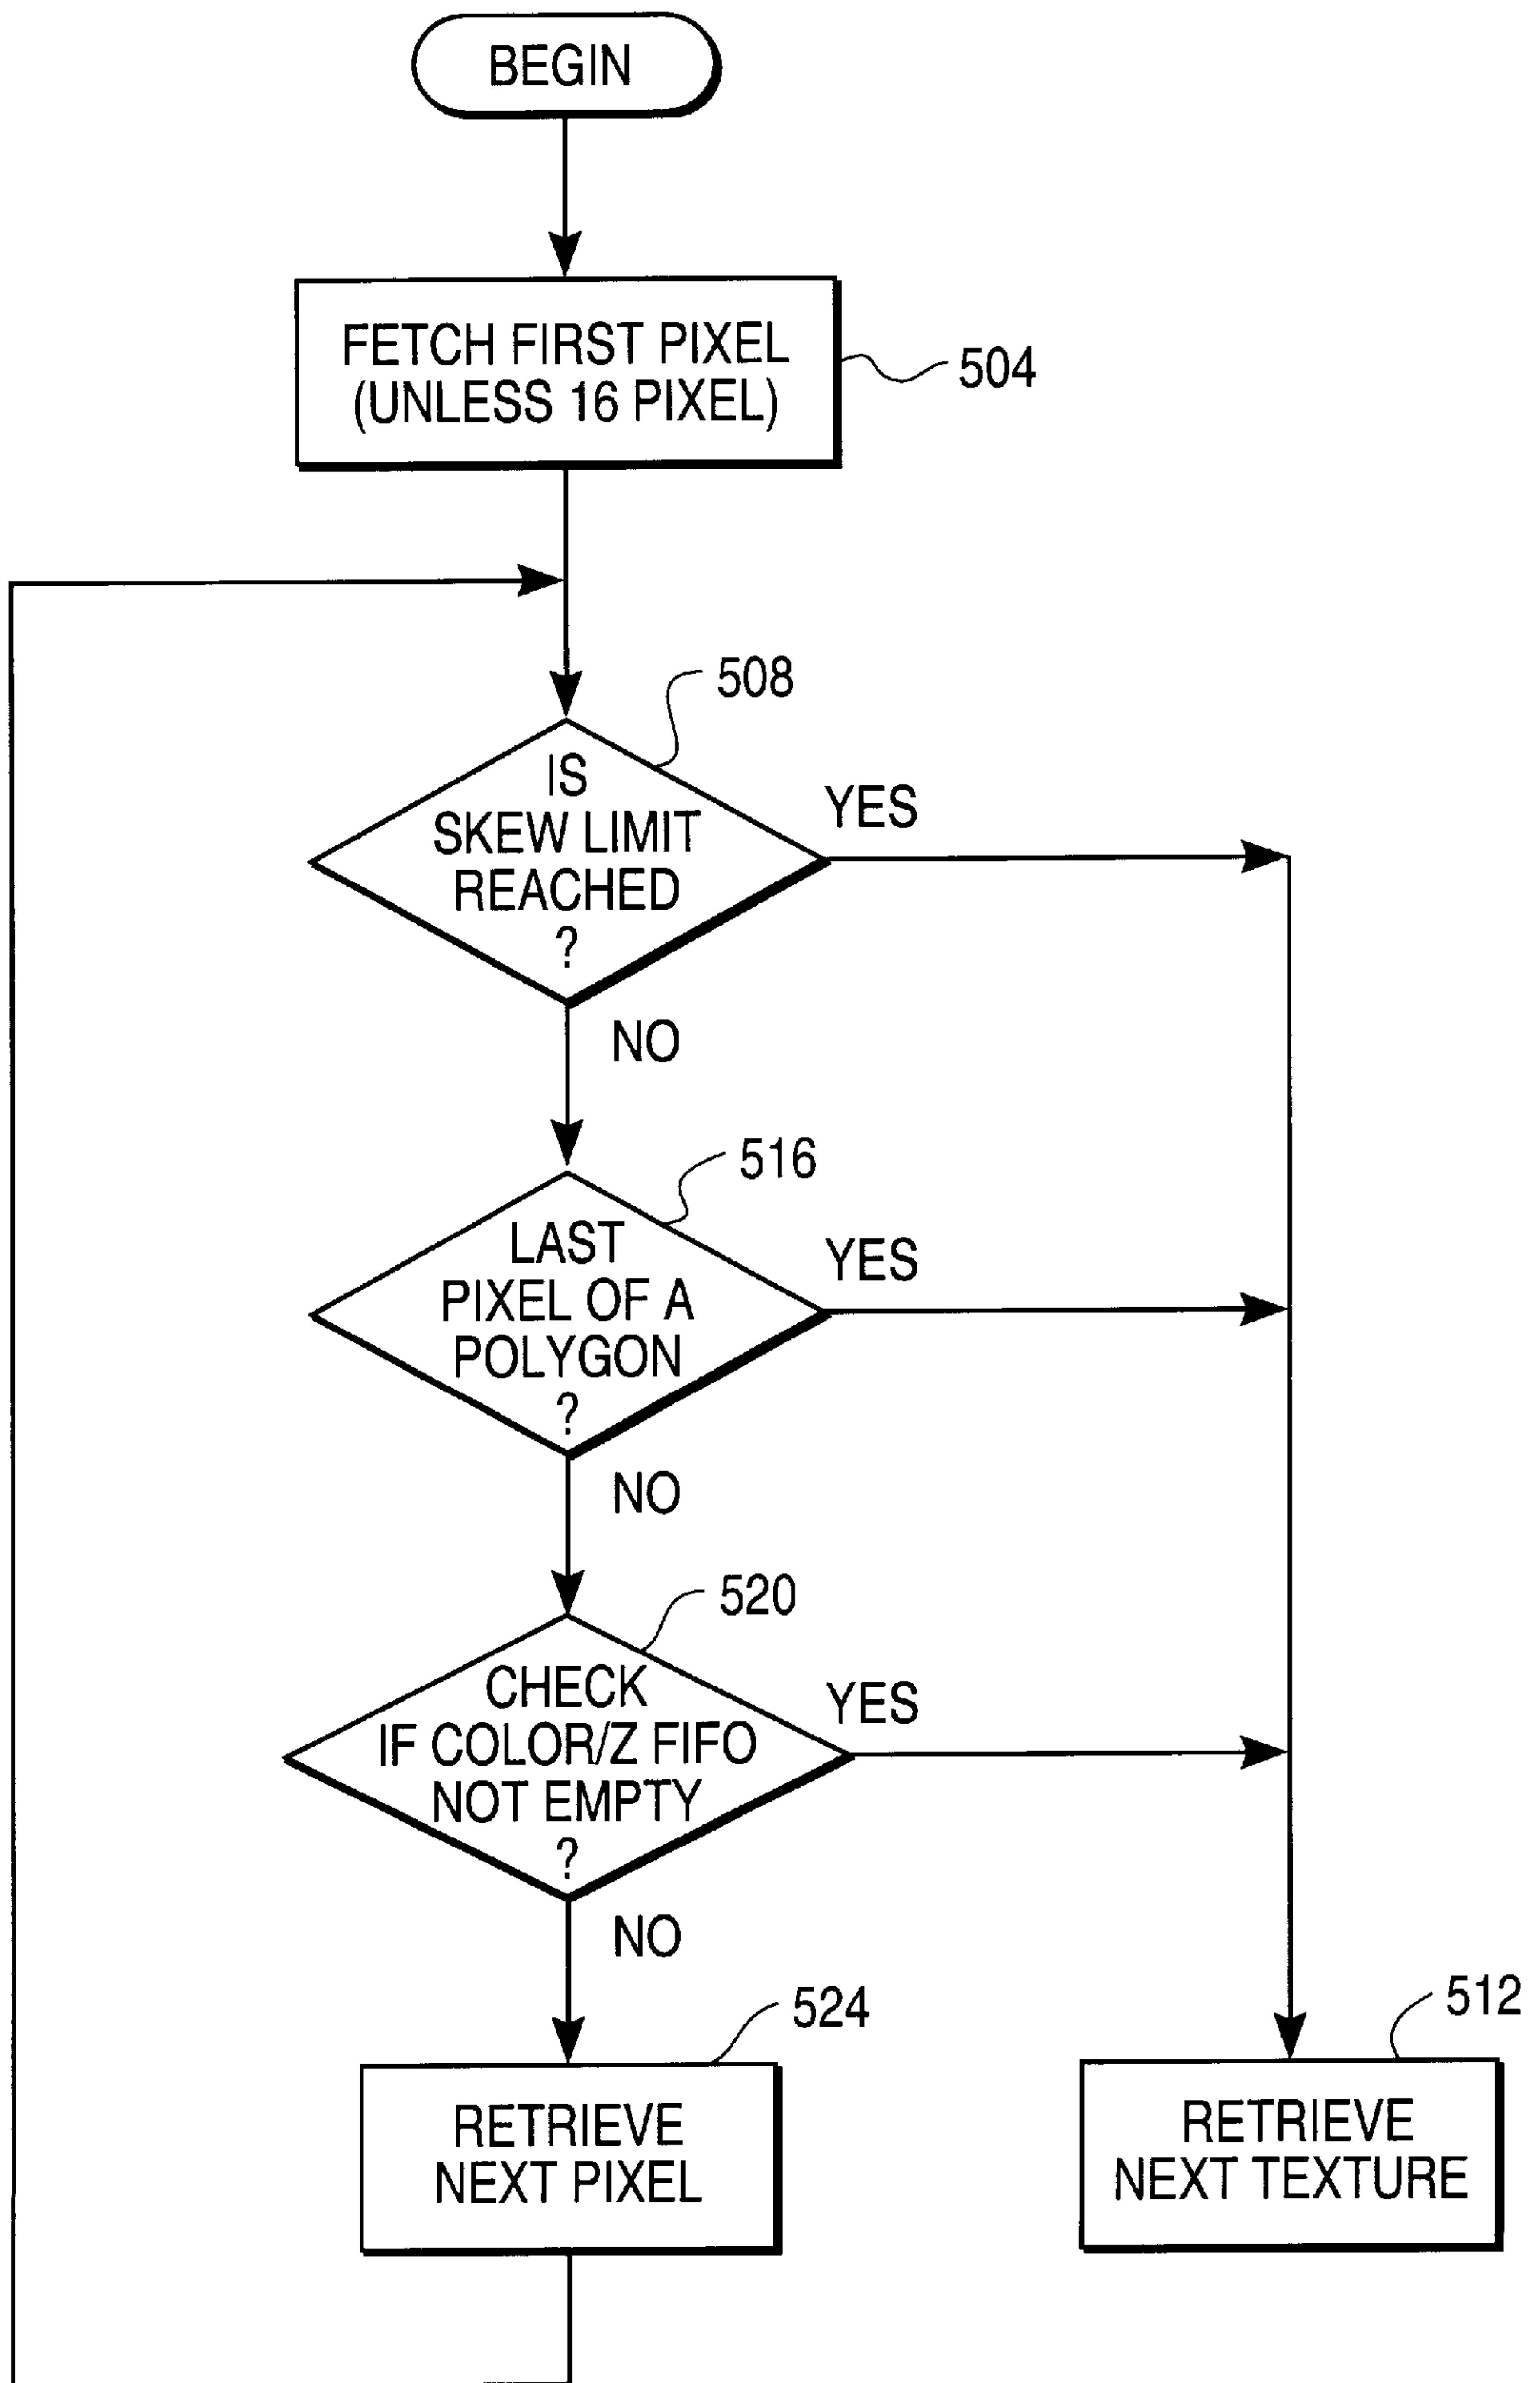 BEGIN
FETCH FIRST PIXEL
(UNLESS 16 PIXEL)
504
508
IS
SKEW LIMIT
REACHED
?
YES
NO
516
LAST
PIXEL OF A
POLYGON
?
YES
NO
520
CHECK
IF COLOR/Z FIFO
NOT EMPTY
?
YES
NO
524
RETRIEVE
NEXT PIXEL
512
RETRIEVE
NEXT TEXTURE